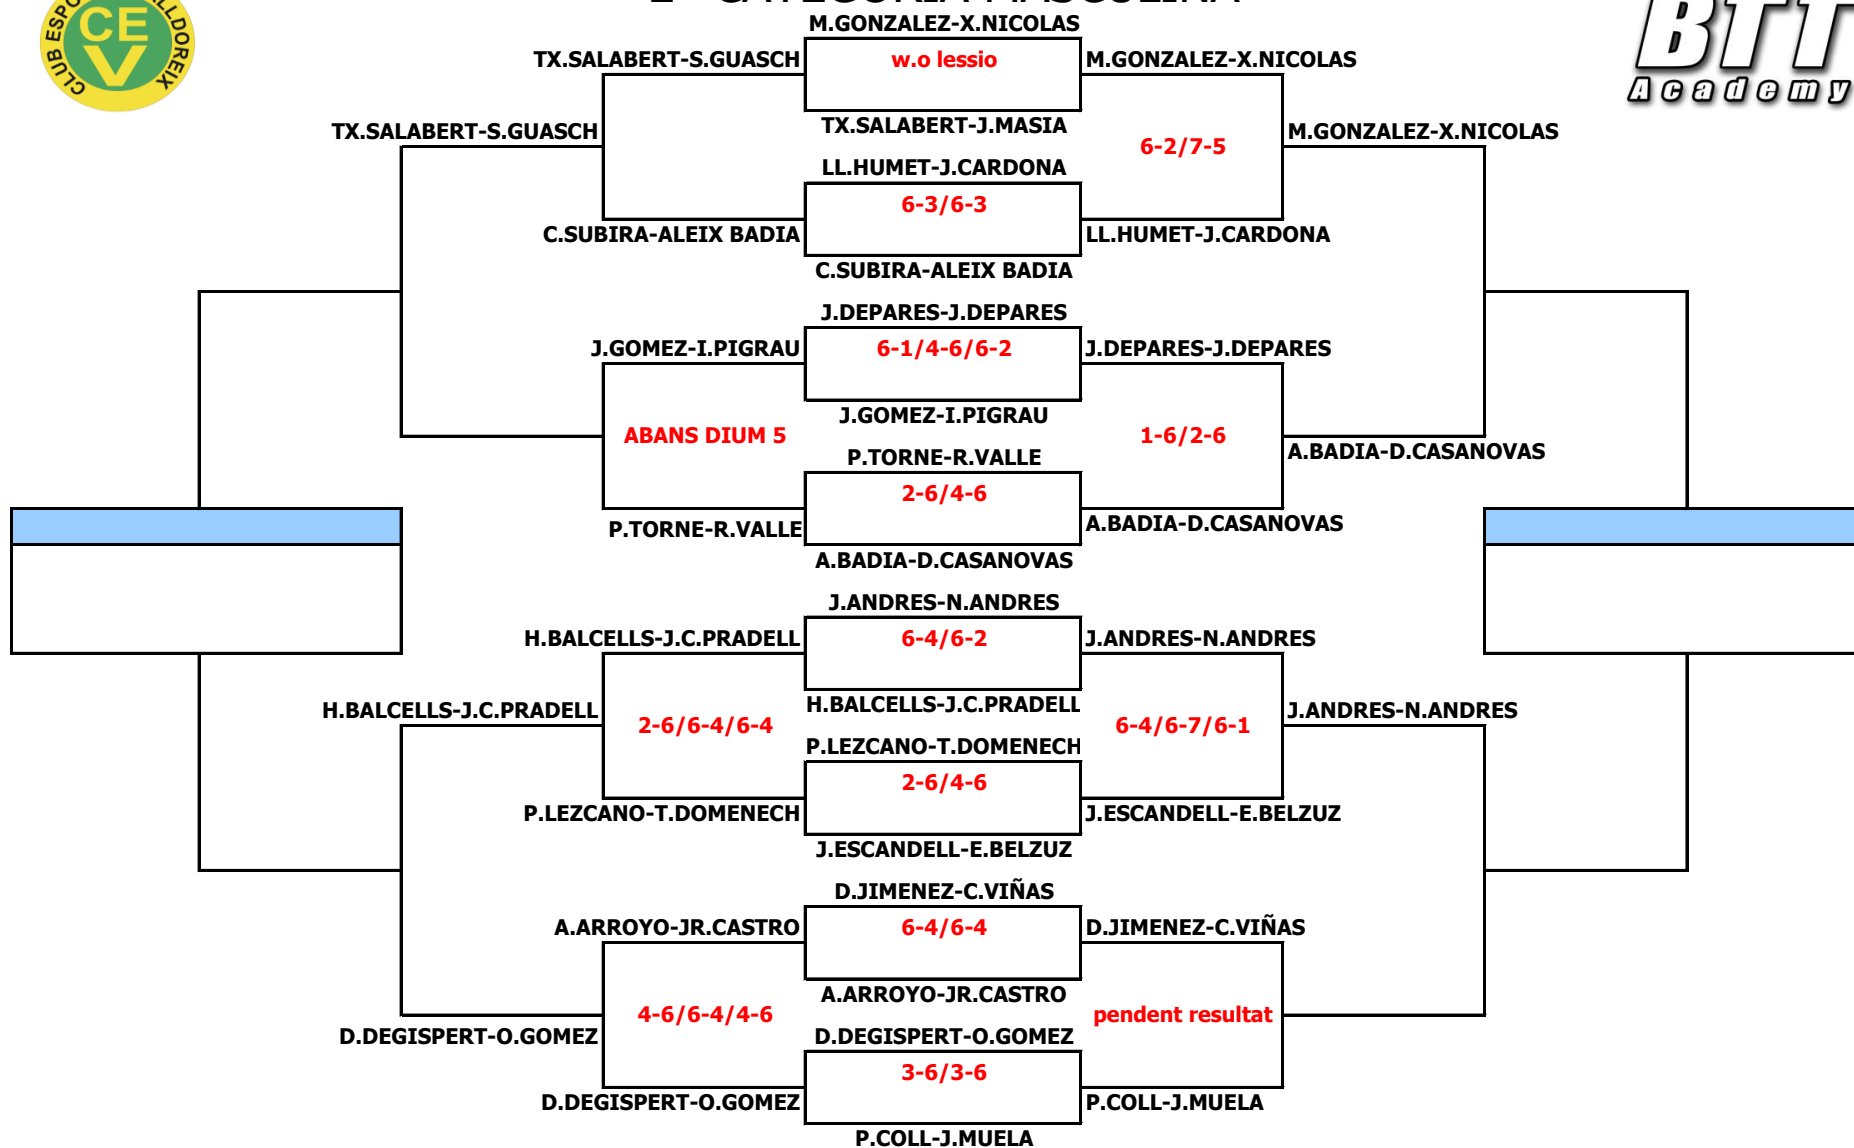 CATEGORIA MASCULINA
CLUB ESPO
LLDOREIX
CEV
BTT
Academy
M.GONZALEZ-X.NICOLAS
TX.SALABERT-S.GUASCH
w.o lessio
M.GONZALEZ-X.NICOLAS
TX.SALABERT-S.GUASCH
TX.SALABERT-J.MASIA
6-2/7-5
M.GONZALEZ-X.NICOLAS
LL.HUMET-J.CARDONA
6-3/6-3
C.SUBIRA-ALEIX BADIA
LL.HUMET-J.CARDONA
C.SUBIRA-ALEIX BADIA
J.DEPARES-J.DEPARES
J.GOMEZ-I.PIGRAU
6-1/4-6/6-2
J.DEPARES-J.DEPARES
J.GOMEZ-I.PIGRAU
ABANS DIUM 5
1-6/2-6
A.BADIA-D.CASANOVAS
P.TORNE-R.VALLE
2-6/4-6
P.TORNE-R.VALLE
A.BADIA-D.CASANOVAS
A.BADIA-D.CASANOVAS
J.ANDRES-N.ANDRES
H.BALCELLS-J.C.PRADELL
6-4/6-2
J.ANDRES-N.ANDRES
H.BALCELLS-J.C.PRADELL
H.BALCELLS-J.C.PRADELL
J.ANDRES-N.ANDRES
2-6/6-4/6-4
6-4/6-7/6-1
P.LEZCANO-T.DOMENECH
2-6/4-6
P.LEZCANO-T.DOMENECH
J.ESCANDELL-E.BELZUZ
J.ESCANDELL-E.BELZUZ
D.JIMENEZ-C.VIÑAS
A.ARROYO-JR.CASTRO
6-4/6-4
D.JIMENEZ-C.VIÑAS
A.ARROYO-JR.CASTRO
4-6/6-4/4-6
pendent resultat
D.DEGISPERT-O.GOMEZ
D.DEGISPERT-O.GOMEZ
3-6/3-6
D.DEGISPERT-O.GOMEZ
P.COLL-J.MUELA
P.COLL-J.MUELA